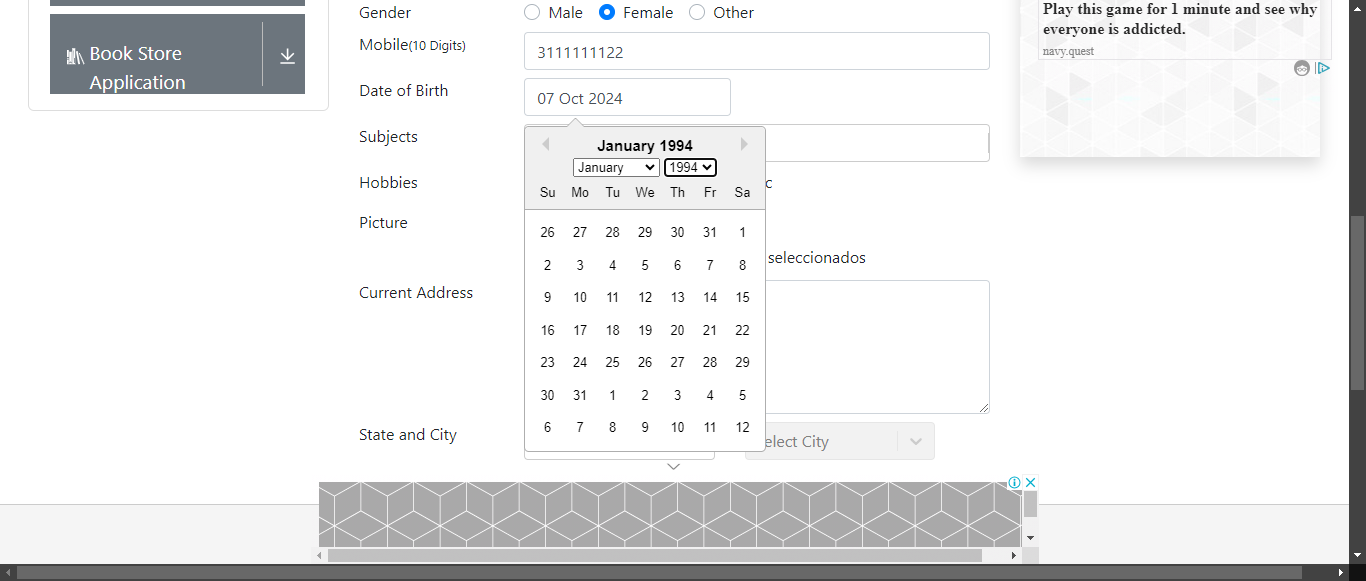 Gender
Male Female Other
Play this game for 1 minute and see why
everyone is addicted.
navy.quest
Book Store
Application
Mobile(10 Digits)
3111111122
Date of Birth
07 Oct 2024
Subjects
January 1994
January 1994
Su Mo Tu We Th Fr Sa
Hobbies
c
Picture
26 27 28 29 30 31 1
seleccionados
2 3 4 5 6 7 8
Current Address
9 10 11 12 13 14 15
16 17 18 19 20 21 22
23 24 25 26 27 28 29
30 31 1 2 3 4 5
6 7 8 9 10 11 12
State and City
elect City